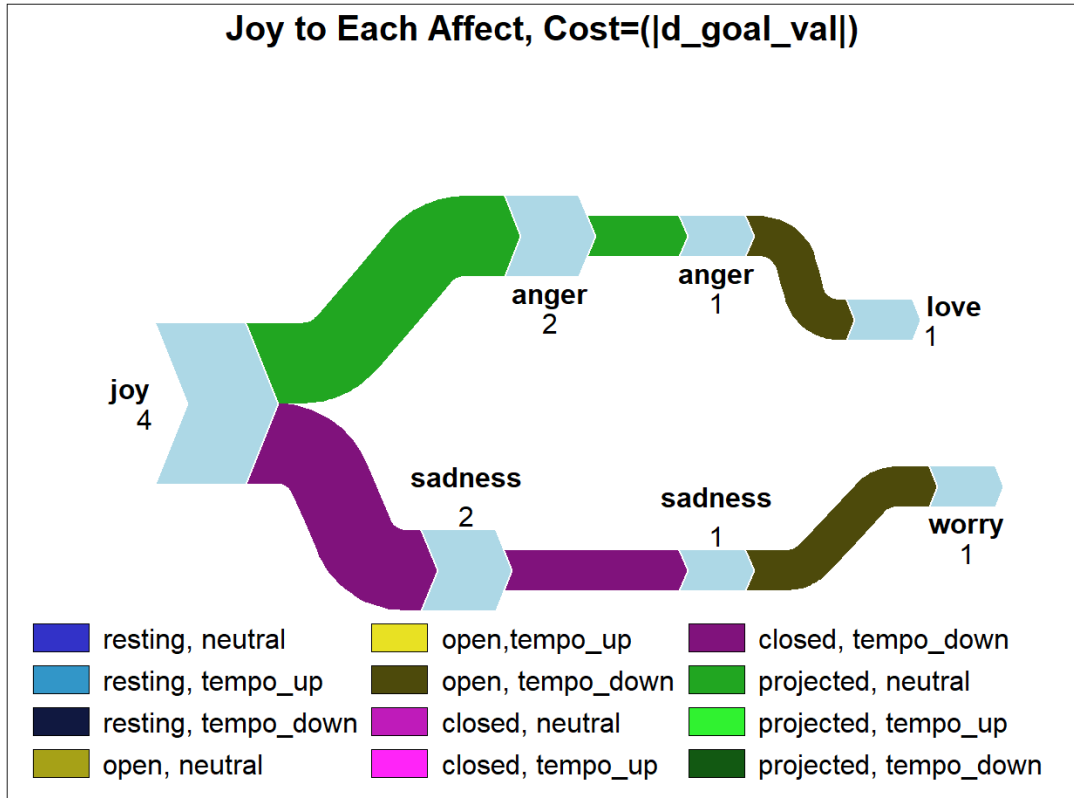 Joy to Each Affect, Cost=(|d_goal_val|)
anger
2
anger
1
love
1
joy
4
sadness
2
sadness
1
worry
1
resting, neutral
resting, tempo_up
resting, tempo_down
open, neutral
open,tempo_up
open, tempo_down
closed, neutral
closed, tempo_up
closed, tempo_down
projected, neutral
projected, tempo_up
projected, tempo_down